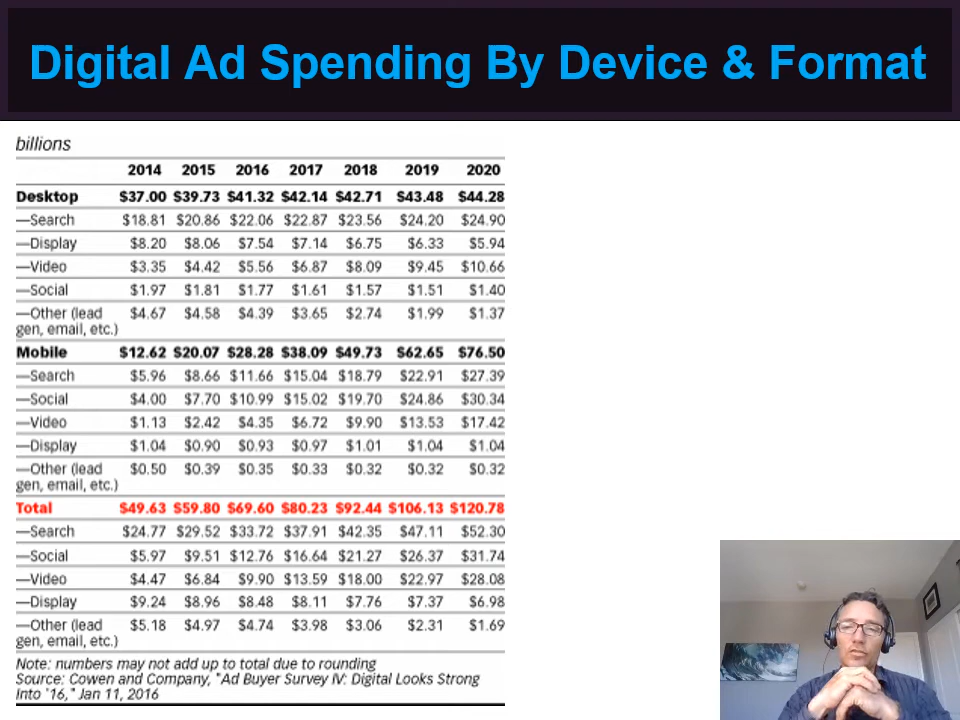 Digital Ad Spending By Device & Format
billions
2014 2015 2016 2017 2018 2019 2020
Desktop $37.00 $39.73 $41.32 $42.14 $42.71 $43.48 $44.28
—Search $18.81 $20.86 $22.06 $22.87 $23.56 $24.20 $24.90
—Display $8.20 $8.06 $7.54 $7.14 $6.75 $6.33 $5.94
—Video $3.35 $4.42 $5.56 $6.87 $8.09 $9.45 $10.66
—Social $1.97 $1.81 $1.77 $1.61 $1.57 $1.51 $1.40
—Other (lead $4.67 $4.58 $4.39 $3.65 $2.74 $1.99 $1.37
gen, email, etc.)
Mobile $12.62 $20.07 $28.28 $38.09 $49.73 $62.65 $76.50
—Search $5.96 $8.66 $11.66 $15.04 $18.79 $22.91 $27.39
—Social $4.00 $7.70 $10.99 $15.02 $19.70 $24.86 $30.34
—Video $1.13 $2.42 $4.35 $6.72 $9.90 $13.53 $17.42
—Display $1.04 $0.90 $0.93 $0.97 $1.01 $1.04 $1.04
—Other (lead $0.50 $0.39 $0.35 $0.33 $0.32 $0.32 $0.32
gen, email, etc.)
Total $49.63 $59.80 $69.60 $80.23 $92.44 $106.13 $120.78
—Search $24.77 $29.52 $33.72 $37.91 $42.35 $47.11 $52.30
—Social $5.97 $9.51 $12.76 $16.64 $21.27 $26.37 $31.74
—Video $4.47 $6.84 $9.90 $13.59 $18.00 $22.97 $28.08
—Display $9.24 $8.96 $8.48 $8.11 $7.76 $7.37 $6.98
—Other (lead $5.18 $4.97 $4.74 $3.98 $3.06 $2.31 $1.69
gen, email, etc.)
Note: numbers may not add up to total due to rounding
Source: Cowen and Company, "Ad Buyer Survey IV: Digital Looks Strong
Into '16," Jan 11, 2016